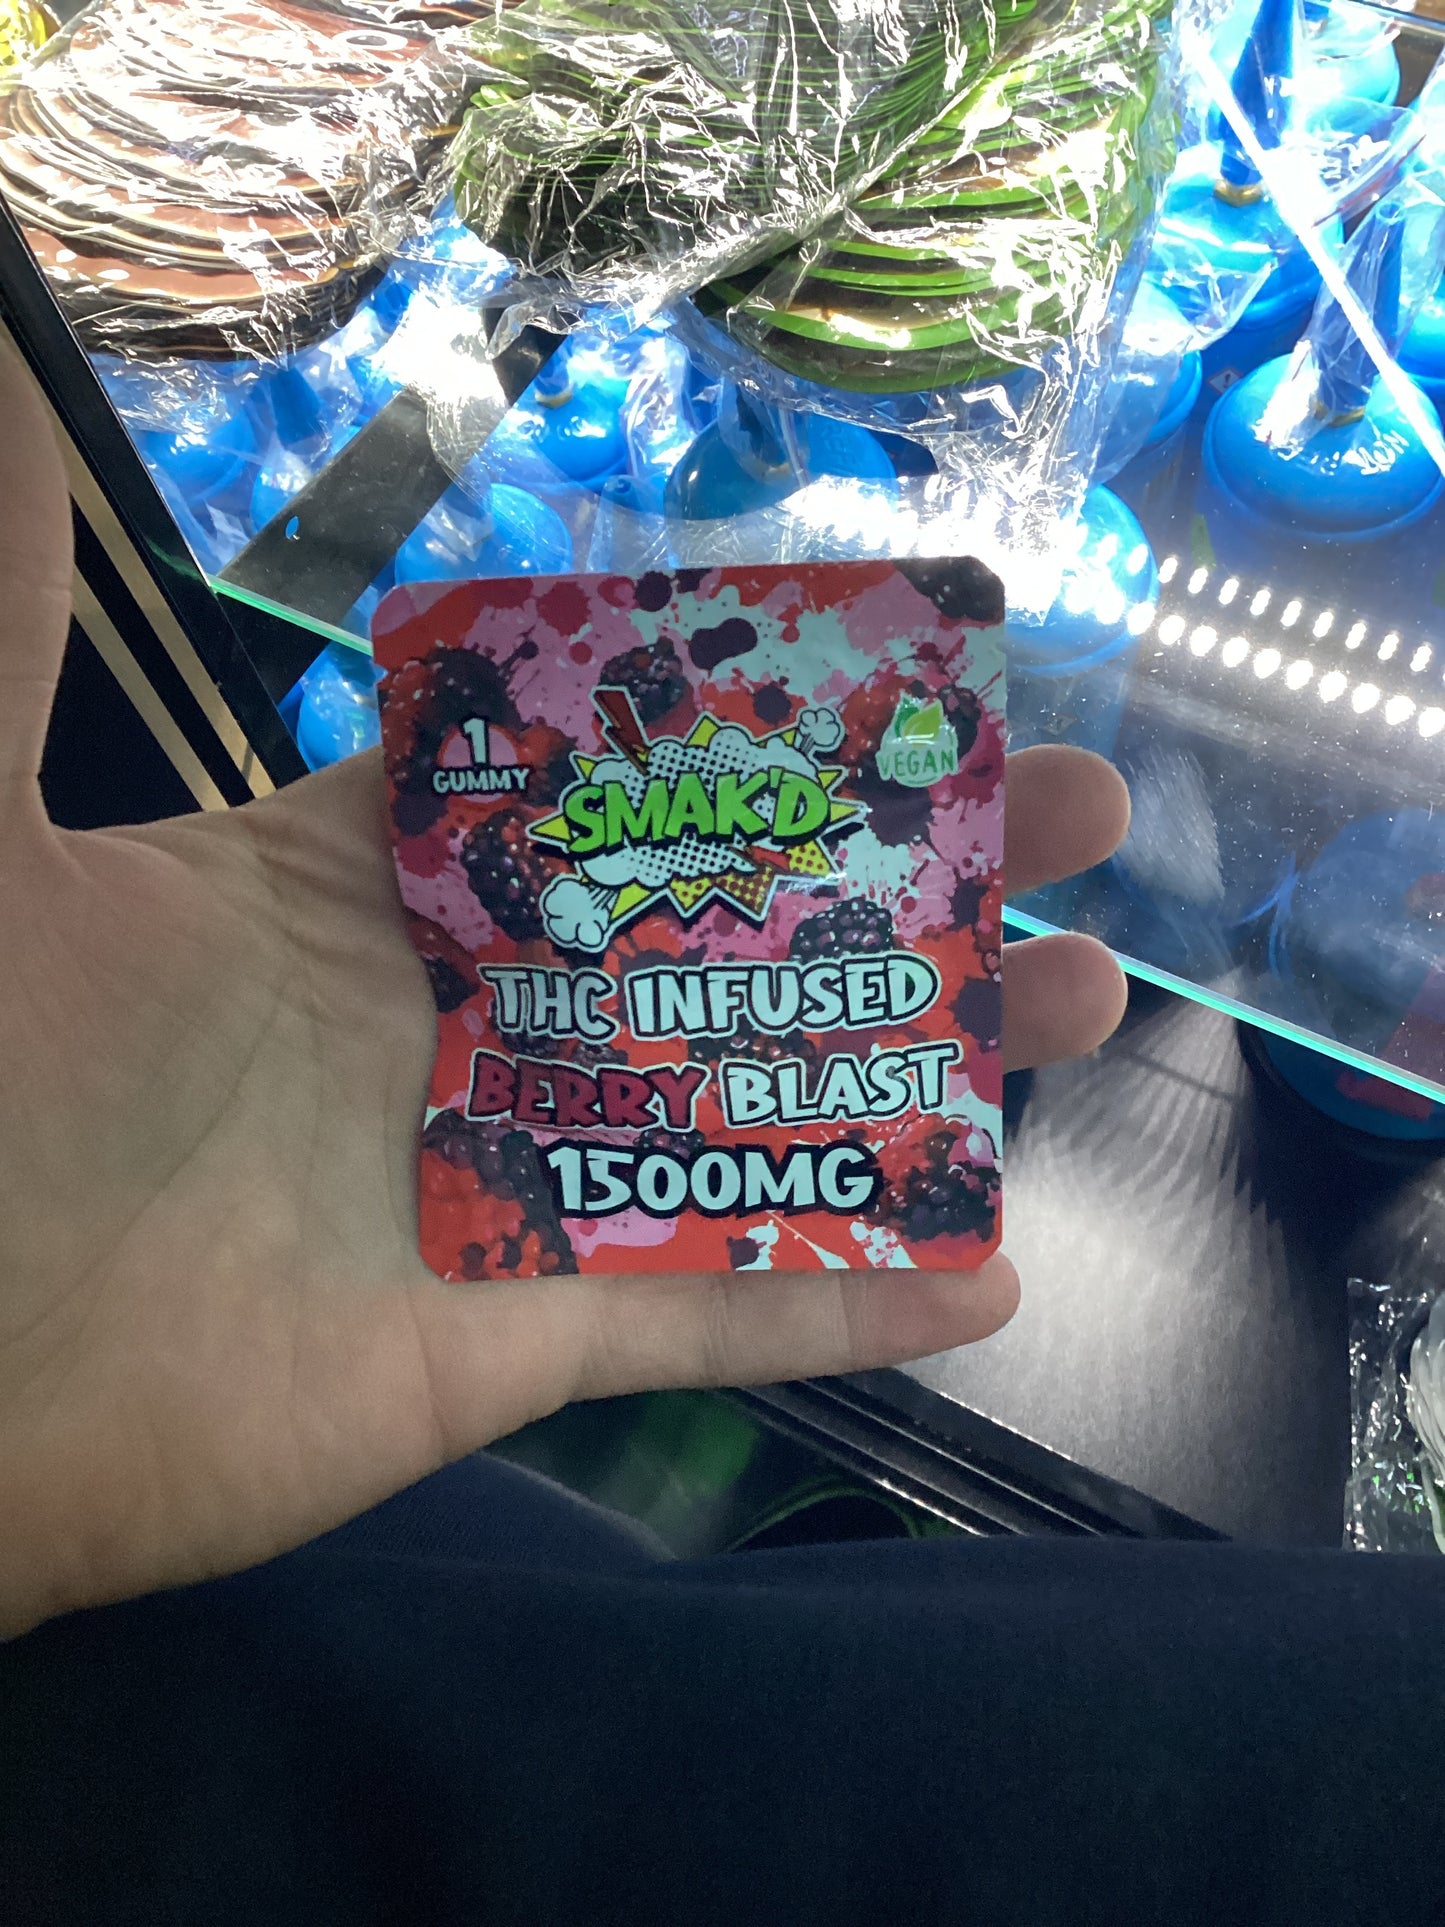 1
GUMMY
SMAK'D
VEGAN
THC INFUSED
BERRY BLAST
1500MG